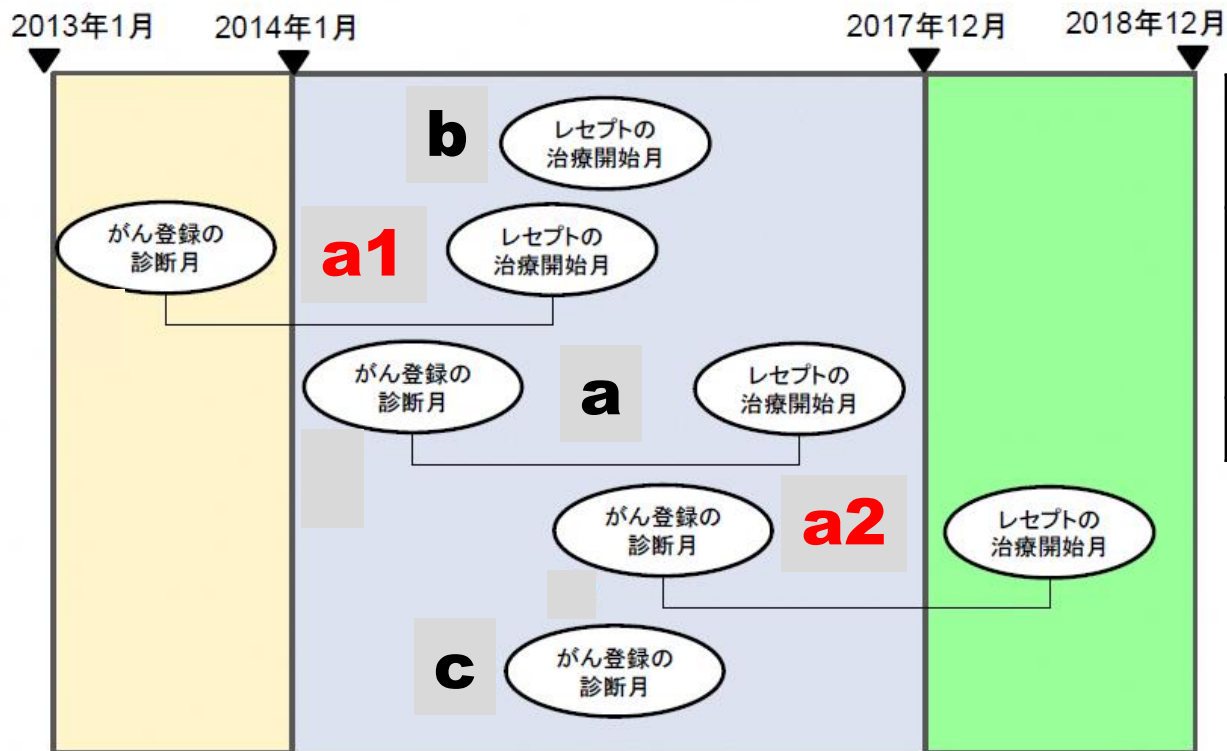 2013年1月
2014年1月
2017年12月
2018年12月
b
レセプトの
治療開始月
がん登録の
診断月
a1
レセプトの
治療開始月
がん登録の
診断月
a
レセプトの
治療開始月
がん登録の
診断月
a2
レセプトの
治療開始月
c
がん登録の
診断月